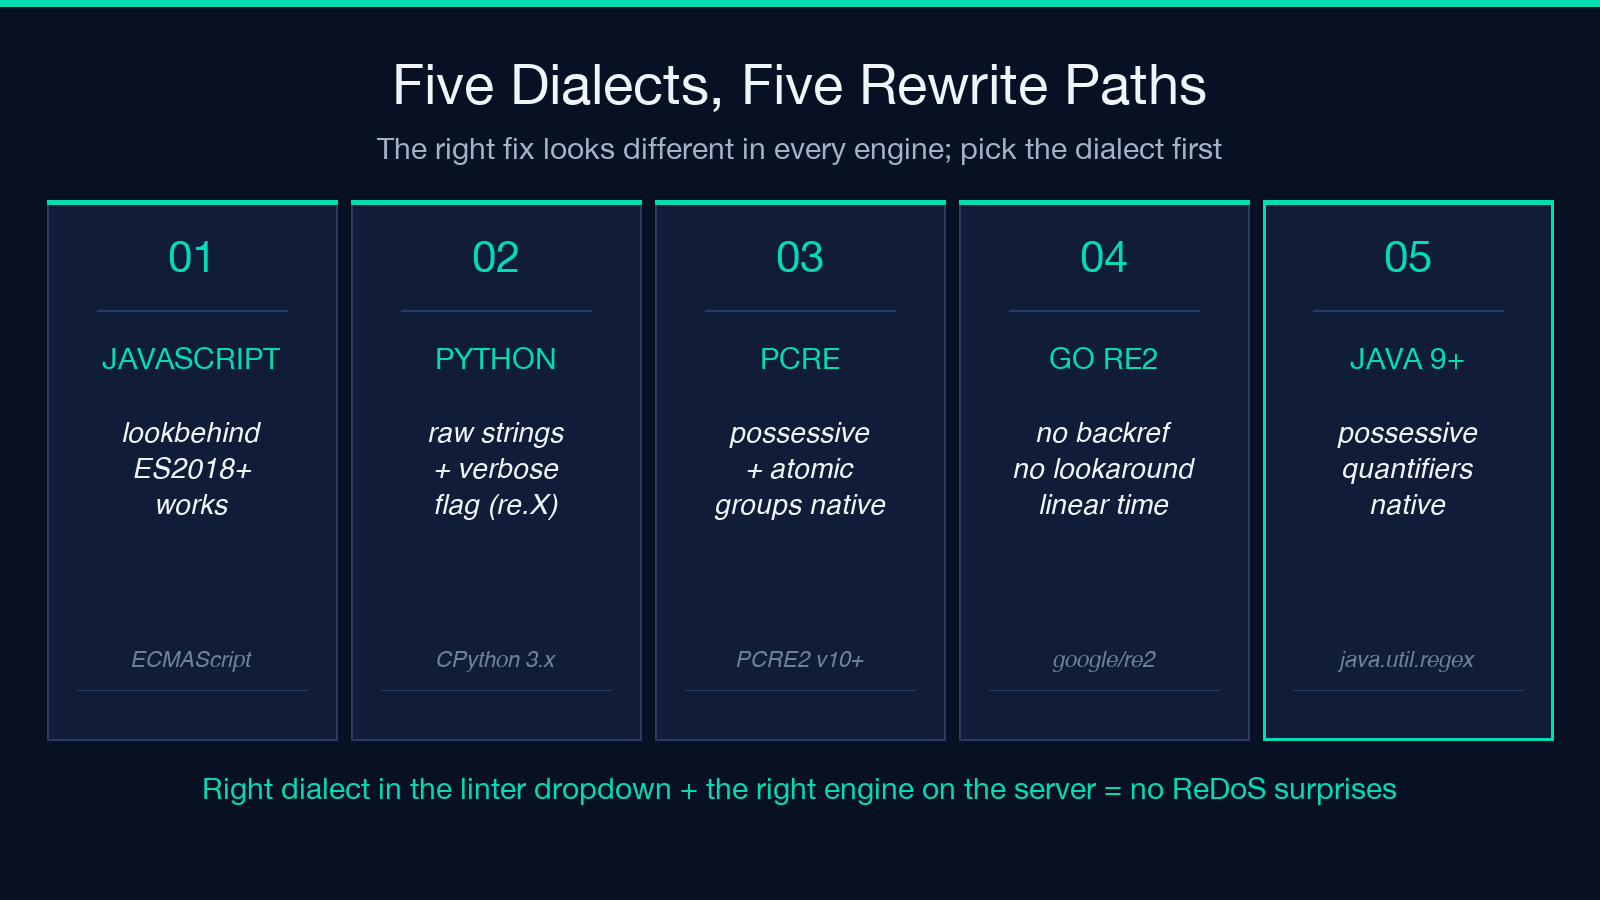 Five Dialects, Five Rewrite Paths
The right fix looks different in every engine; pick the dialect first
01
JAVASCRIPT
lookbehind
ES2018+
works
ECMAScript
02
PYTHON
raw strings
+ verbose
flag (re.X)
CPython 3.x
03
PCRE
possessive
+ atomic
groups native
PCRE2 v10+
04
GO RE2
no backref
no lookaround
linear time
google/re2
05
JAVA 9+
possessive
quantifiers
native
java.util.regex
Right dialect in the linter dropdown + the right engine on the server = no ReDoS surprises